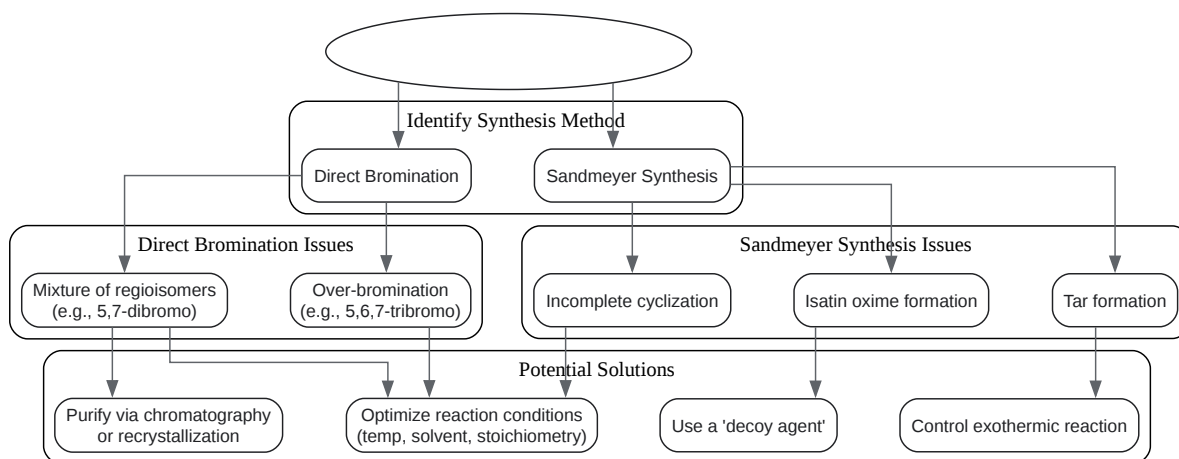 Identify Synthesis Method
Direct Bromination
Sandmeyer Synthesis
Direct Bromination Issues
Mixture of regioisomers
(e.g., 5,7-dibromo)
Over-bromination
(e.g., 5,6,7-tribromo)
Sandmeyer Synthesis Issues
Incomplete cyclization
Isatin oxime formation
Tar formation
Potential Solutions
Purify via chromatography
or recrystallization
Optimize reaction conditions
(temp, solvent, stoichiometry)
Use a 'decoy agent'
Control exothermic reaction